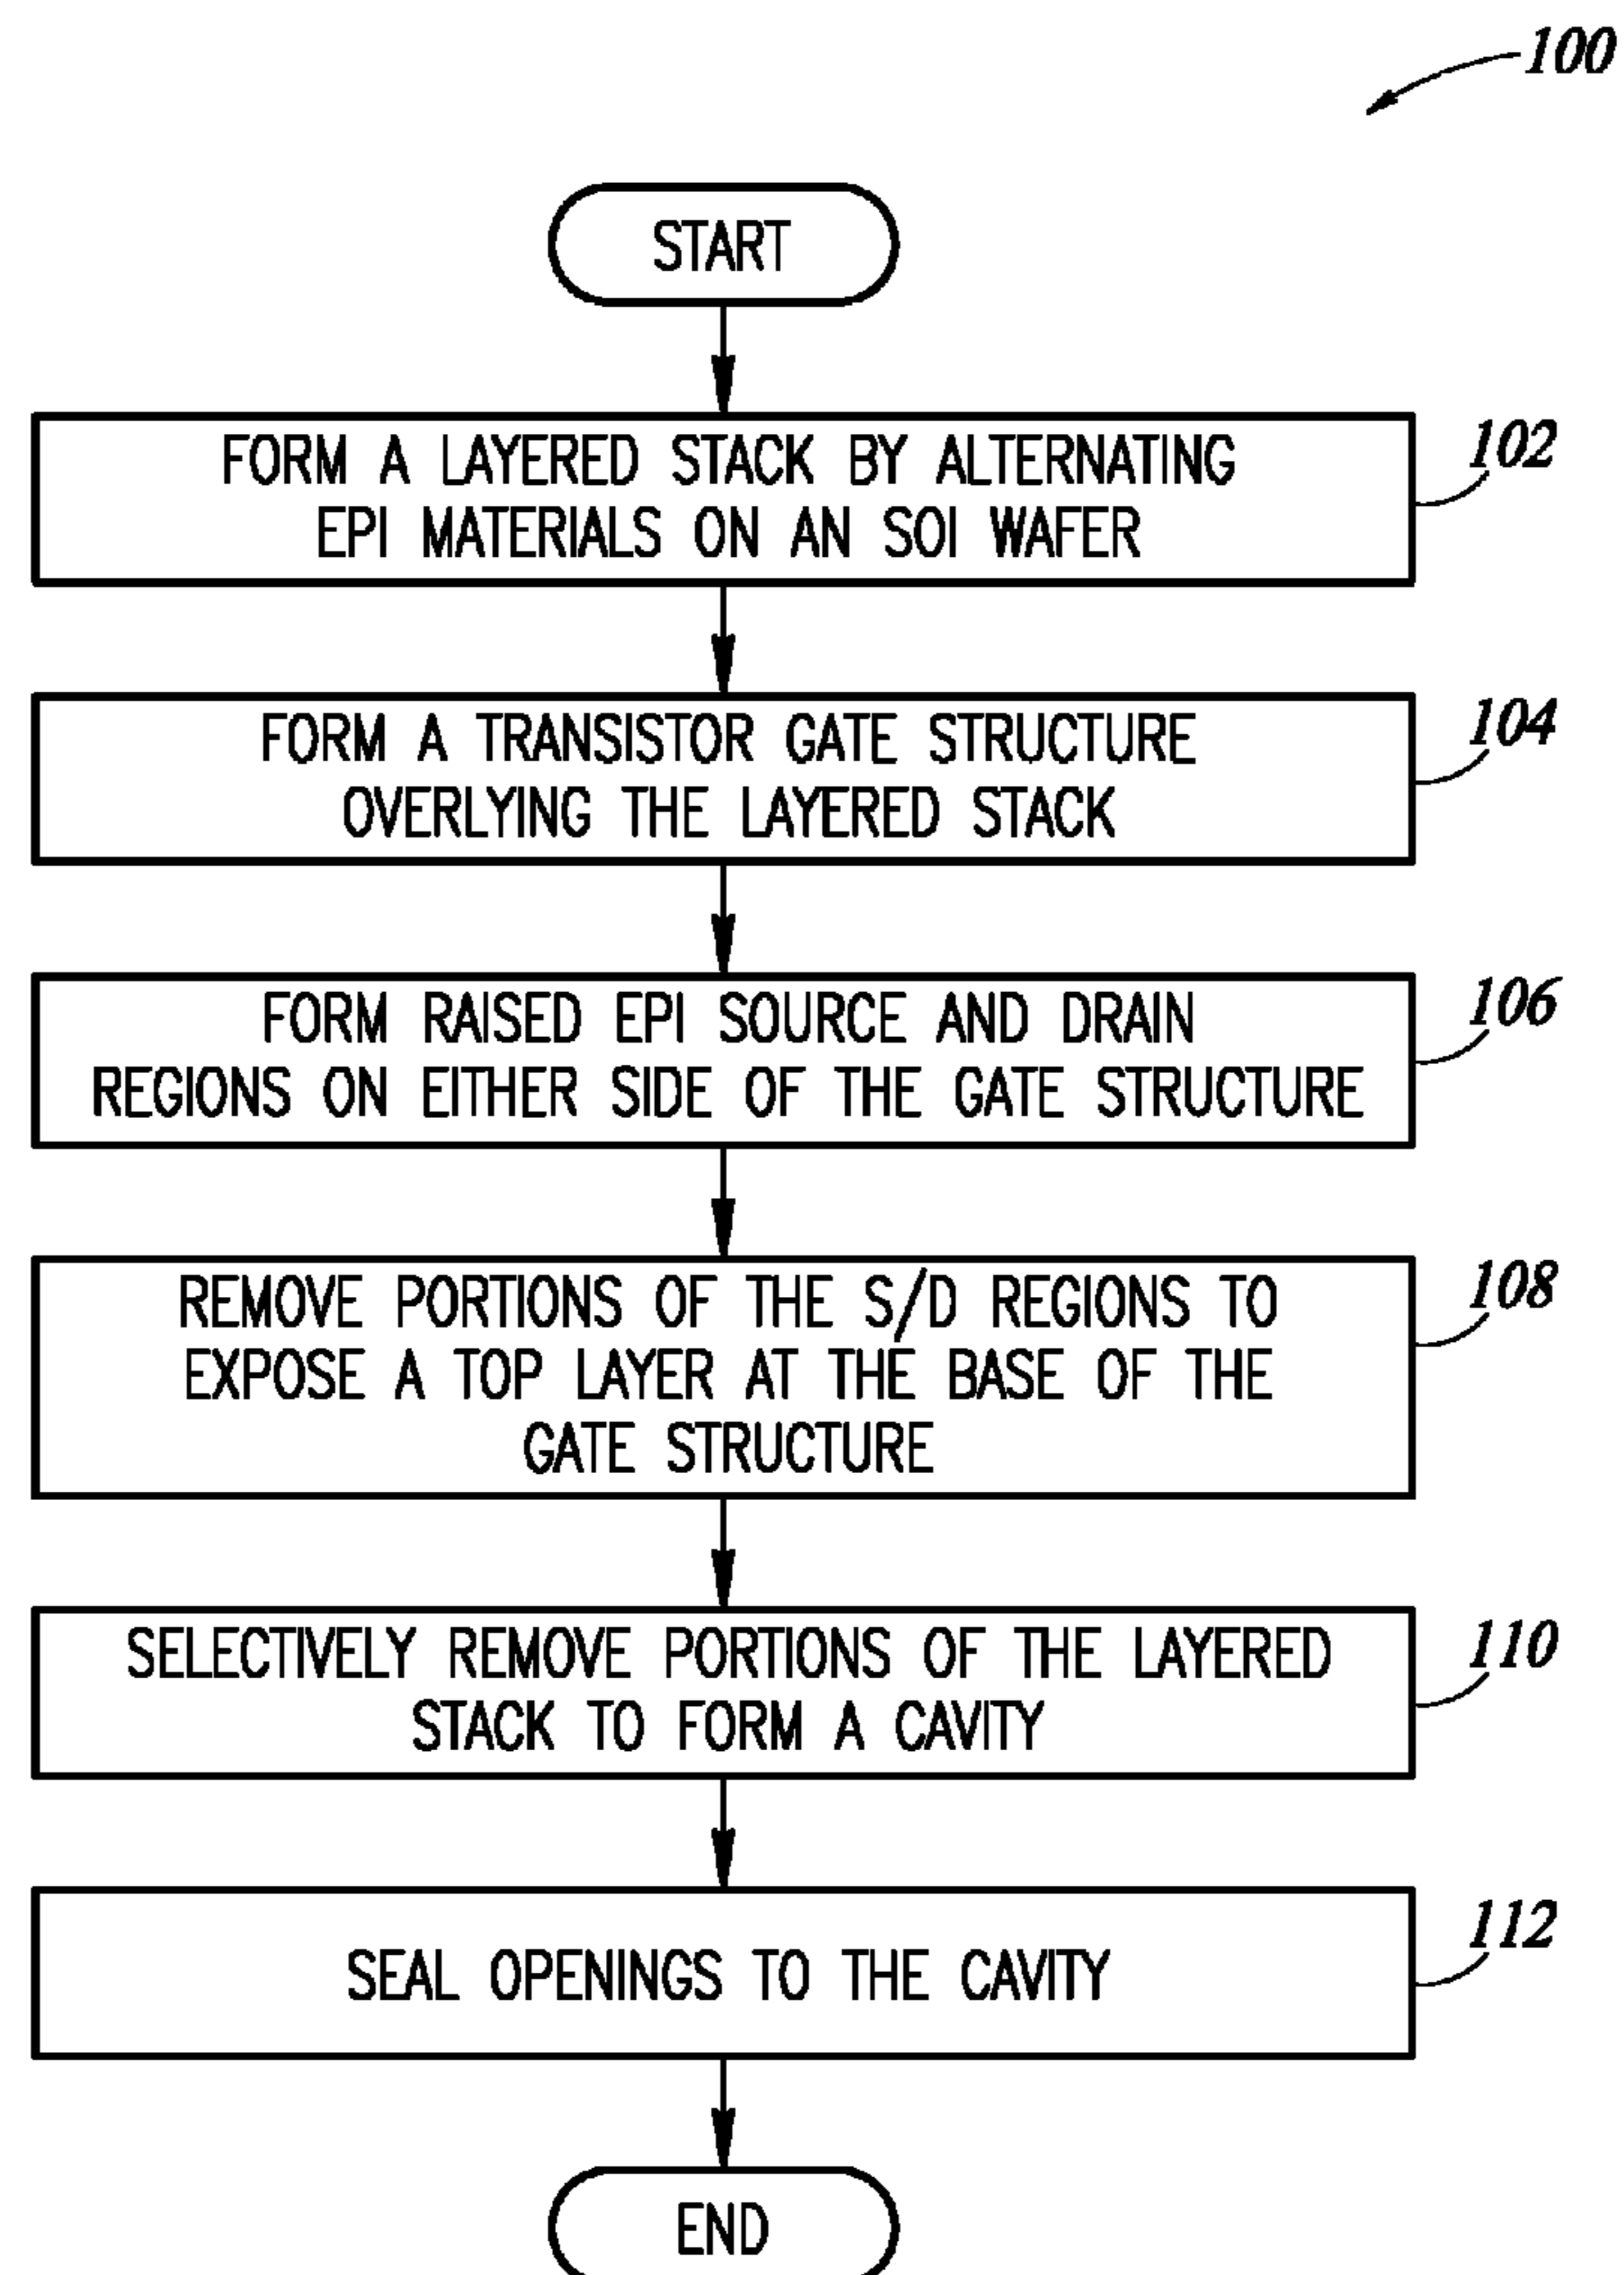 100
START
FORM A LAYERED STACK BY ALTERNATING
EPI MATERIALS ON AN SOI WAFER
102
FORM A TRANSISTOR GATE STRUCTURE
OVERLYING THE LAYERED STACK
104
FORM RAISED EPI SOURCE AND DRAIN
REGIONS ON EITHER SIDE OF THE GATE STRUCTURE
106
REMOVE PORTIONS OF THE S/D REGIONS TO
EXPOSE A TOP LAYER AT THE BASE OF THE
GATE STRUCTURE
108
SELECTIVELY REMOVE PORTIONS OF THE LAYERED
STACK TO FORM A CAVITY
110
SEAL OPENINGS TO THE CAVITY
112
END